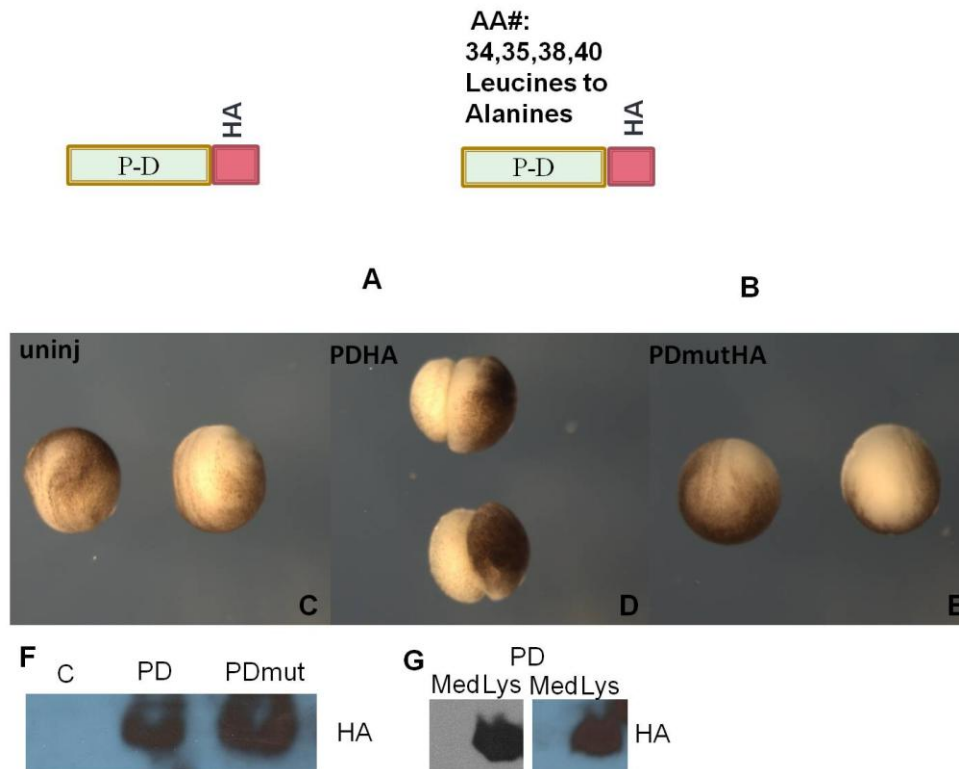 AA#:
34,35,38,40
Leucines to
Alanines
HA
HA
P-D
P-D
A
B
uninj
PDHA
PDmutHA
C
D
E
F
C
PD
PDmut
HA
G
PD
Med Lys
Med Lys
HA